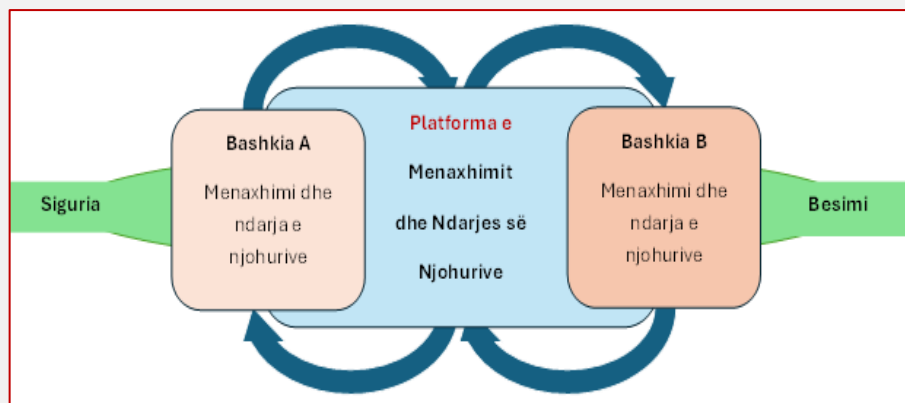 Siguria
Bashkia A
Menaxhimi dhe
ndarja e
njohurive
Platforma e
Menaxhimit
dhe Ndarjes së
Njohurive
Bashkia B
Menaxhimi dhe
ndarja e
njohurive
Besimi